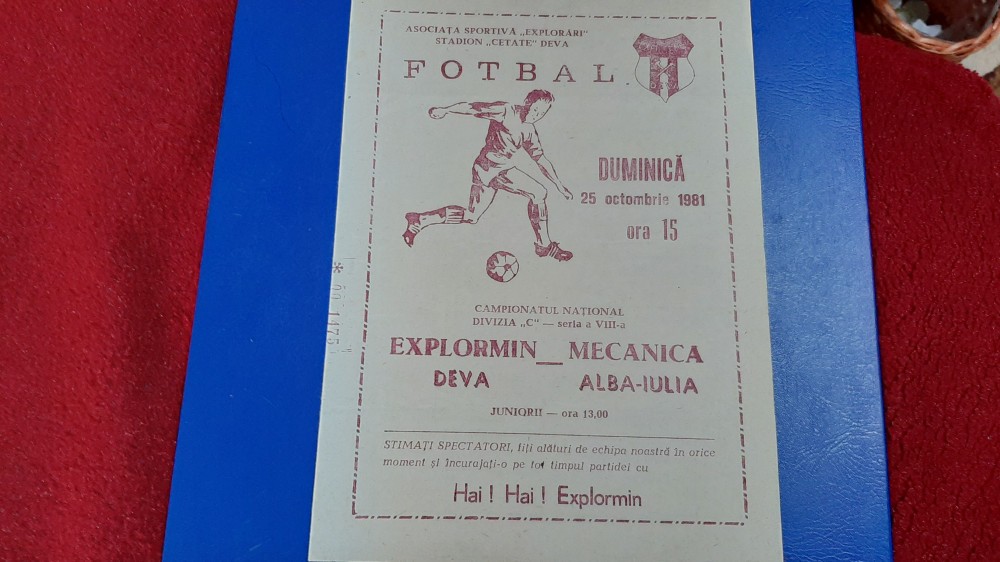 ASOCIAȚA SPORTIVĂ „EXPLORĂRI"
STADION „CETATE" DEVA
FOTBAL
DUMINICĂ
25 octombrie 1981
ora 15
CAMPIONATUL NAȚIONAL
DIVIZIA „C" — seria a VIII-a
EXPLORMIN — MECANICA
DEVA ALBA-IULIA
JUNIORII — ora 13,00
STIMAȚI SPECTATORI, fiți alături de echipa noastră în orice
moment și încurajați-o pe tot timpul partidei cu
Hai ! Hai ! Explormin